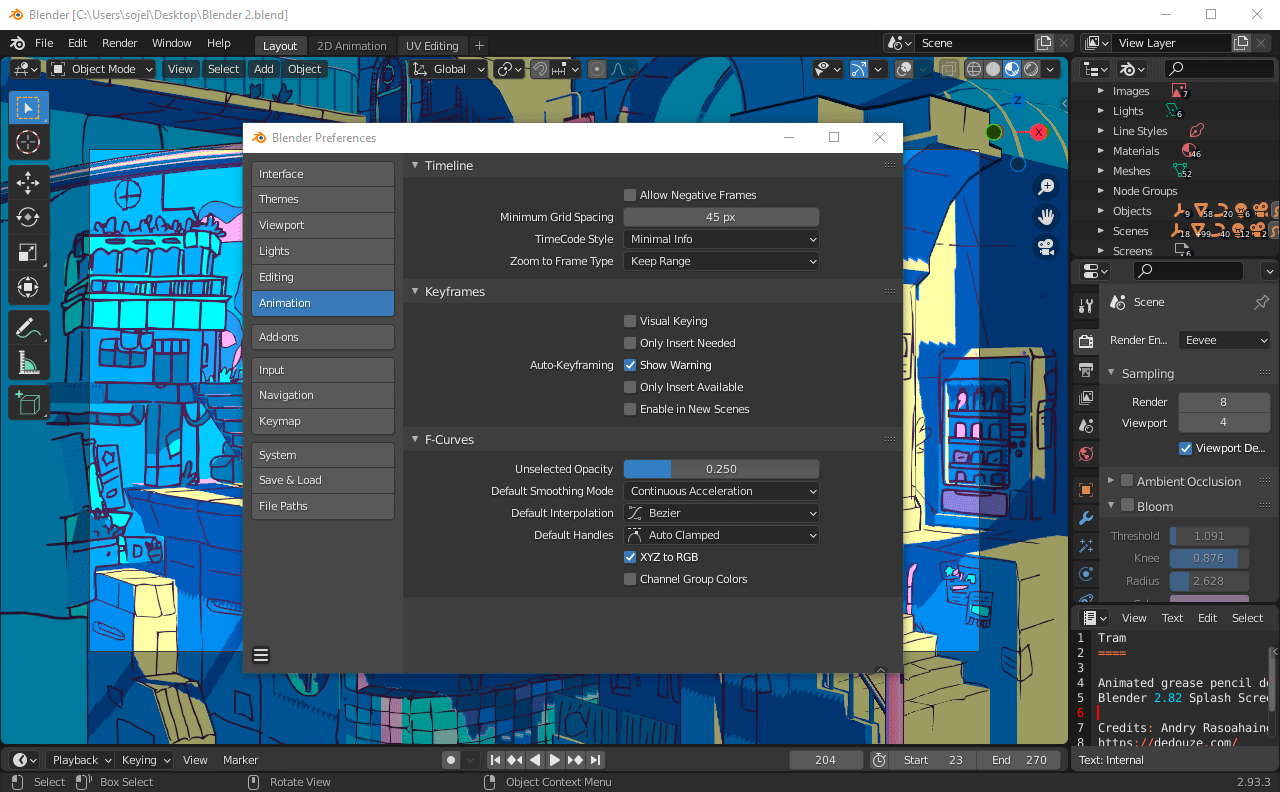 Blender [C:\Users\sojel\Desktop\Blender 2.blend]
File Edit Render Window Help Layout 2D Animation UV Editing + Scene View Layer
Object Mode View Select Add Object Global
Z
X
Images 7
Lights 6
Line Styles
Materials 46
Meshes 52
Node Groups
Objects 9 58 20 6
Scenes 18 99 40 12 2
Screens 6
Blender Preferences
Interface
Themes
Viewport
Lights
Editing
Animation
Add-ons
Input
Navigation
Keymap
System
Save & Load
File Paths
Timeline
Allow Negative Frames
Minimum Grid Spacing 45 px
TimeCode Style Minimal Info
Zoom to Frame Type Keep Range
Keyframes
Visual Keying
Only Insert Needed
Auto-Keyframing Show Warning
Only Insert Available
Enable in New Scenes
F-Curves
Unselected Opacity 0.250
Default Smoothing Mode Continuous Acceleration
Default Interpolation Bezier
Default Handles Auto Clamped
XYZ to RGB
Channel Group Colors
Scene
Render En... Eevee
Sampling
Render 8
Viewport 4
Viewport De...
Ambient Occlusion
Bloom
Threshold 1.091
Knee 0.876
Radius 2.628
View Text Edit Select
1 Tram
2 ====
3
4 Animated grease pencil de
5 Blender 2.82 Splash Scree
6
7 Credits: Andry Rasoahaing
8 https://dedouze.com/
Text: Internal
Playback Keying View Marker 204 Start 23 End 270
Select Box Select Rotate View Object Context Menu 2.93.3